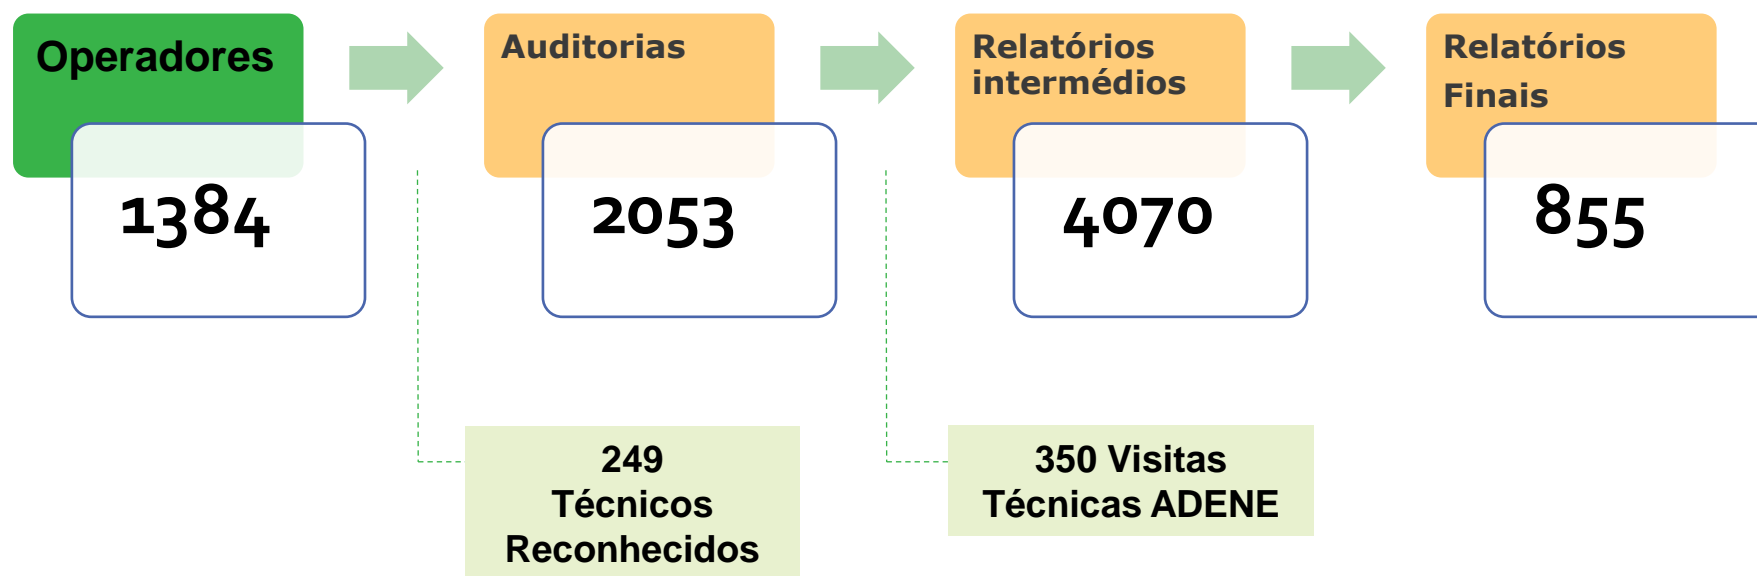 Operadores
1384
Auditorias
2053
Relatórios
intermédios
4070
Relatórios
Finais
855
249
Técnicos
Reconhecidos
350 Visitas
Técnicas ADENE